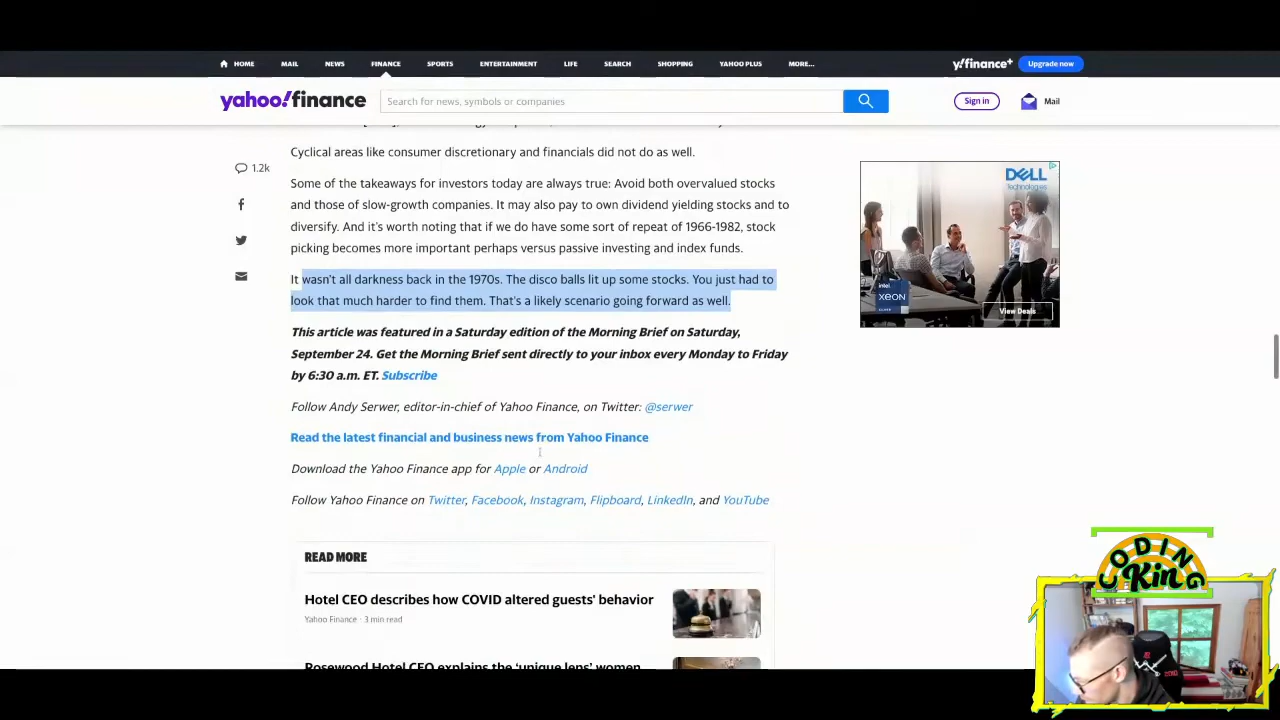 HOME MAIL NEWS FINANCE SPORTS ENTERTAINMENT LIFE SEARCH SHOPPING YAHOO PLUS MORE... y!finance+ Upgrade now
yahoo!finance Search for news, symbols or companies Sign in Mail
Cyclical areas like consumer discretionary and financials did not do as well.
1.2k
Some of the takeaways for investors today are always true: Avoid both overvalued stocks
and those of slow-growth companies. It may also pay to own dividend yielding stocks and to
diversify. And it's worth noting that if we do have some sort of repeat of 1966-1982, stock
picking becomes more important perhaps versus passive investing and index funds.
It wasn't all darkness back in the 1970s. The disco balls lit up some stocks. You just had to
look that much harder to find them. That's a likely scenario going forward as well.
This article was featured in a Saturday edition of the Morning Brief on Saturday,
September 24. Get the Morning Brief sent directly to your inbox every Monday to Friday
by 6:30 a.m. ET. Subscribe
Follow Andy Serwer, editor-in-chief of Yahoo Finance, on Twitter: @serwer
Read the latest financial and business news from Yahoo Finance
Download the Yahoo Finance app for Apple or Android
Follow Yahoo Finance on Twitter, Facebook, Instagram, Flipboard, LinkedIn, and YouTube
READ MORE
Hotel CEO describes how COVID altered guests' behavior
Yahoo Finance · 3 min read
Rosewood Hotel CEO explains the 'unique lens' women
DELL
Technologies
intel
XEON
View Deals
CODING
King